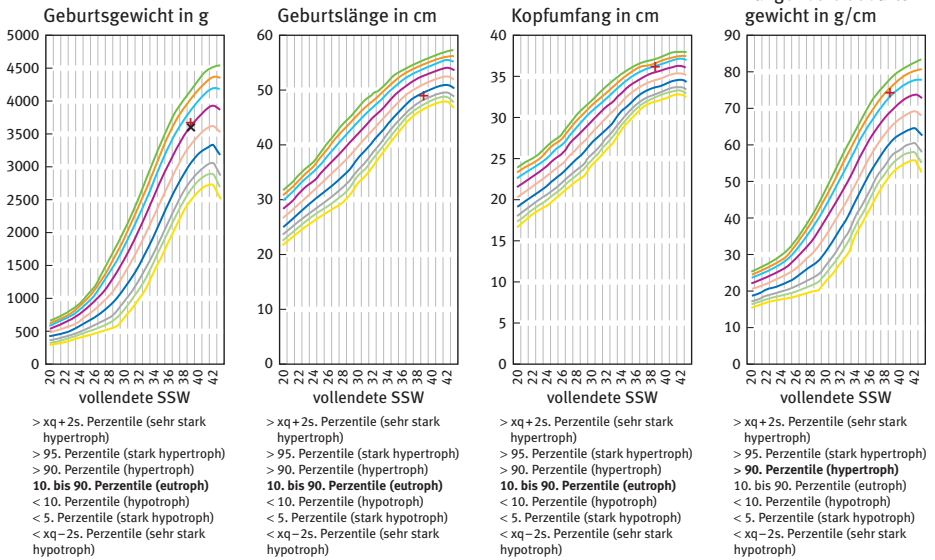 Geburtsgewicht in g
5000
4500
4000
3500
3000
2500
2000
1500
1000
500
0
20 22 24 26 28 30 32 34 36 38 40 42
vollendete SSW
> xq+2s. Perzentile (sehr stark
hypertroph)
> 95. Perzentile (stark hypertroph)
> 90. Perzentile (hypertroph)
10. bis 90. Perzentile (eutroph)
< 10. Perzentile (hypotroph)
< 5. Perzentile (stark hypotroph)
< xq–2s. Perzentile (sehr stark
hypotroph)
Geburtslänge in cm
60
50
40
30
20
10
0
20 22 24 26 28 30 32 34 36 38 40 42
vollendete SSW
> xq+2s. Perzentile (sehr stark
hypertroph)
> 95. Perzentile (stark hypertroph)
> 90. Perzentile (hypertroph)
10. bis 90. Perzentile (eutroph)
< 10. Perzentile (hypotroph)
< 5. Perzentile (stark hypotroph)
< xq–2s. Perzentile (sehr stark
hypotroph)
Kopfumfang in cm
40
35
30
25
20
15
10
5
0
20 22 24 26 28 30 32 34 36 38 40 42
vollendete SSW
> xq+2s. Perzentile (sehr stark
hypertroph)
> 95. Perzentile (stark hypertroph)
> 90. Perzentile (hypertroph)
10. bis 90. Perzentile (eutroph)
< 10. Perzentile (hypotroph)
< 5. Perzentile (stark hypotroph)
< xq–2s. Perzentile (sehr stark
hypotroph)
gewicht in g/cm
90
80
70
60
50
40
30
20
10
0
20 22 24 26 28 30 32 34 36 38 40 42
vollendete SSW
> xq+2s. Perzentile (sehr stark
hypertroph)
> 95. Perzentile (stark hypertroph)
> 90. Perzentile (hypertroph)
10. bis 90. Perzentile (eutroph)
< 10. Perzentile (hypotroph)
< 5. Perzentile (stark hypotroph)
< xq–2s. Perzentile (sehr stark
hypotroph)